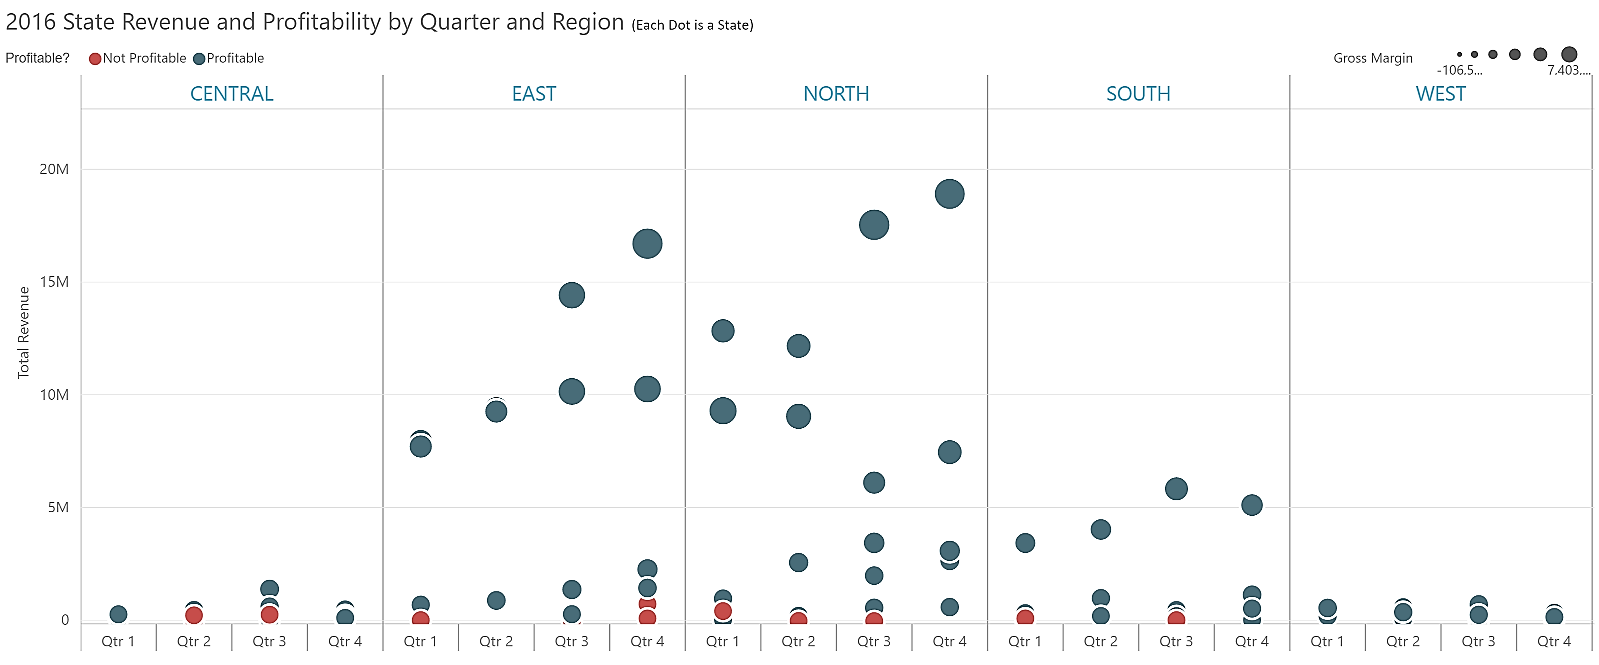 2016 State Revenue and Profitability by Quarter and Region (Each Dot is a State)
Profitable? Not Profitable Profitable
Gross Margin
-106.5... 7,403....
CENTRAL EAST NORTH SOUTH WEST
Total Revenue
20M
15M
10M
5M
0
Qtr 1 Qtr 2 Qtr 3 Qtr 4 Qtr 1 Qtr 2 Qtr 3 Qtr 4 Qtr 1 Qtr 2 Qtr 3 Qtr 4 Qtr 1 Qtr 2 Qtr 3 Qtr 4 Qtr 1 Qtr 2 Qtr 3 Qtr 4